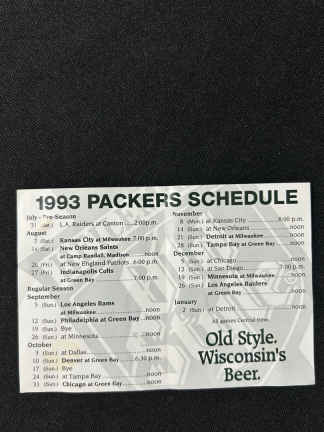 1993 PACKERS SCHEDULE
July - Pre-Season
31 (Sat.) L.A. Raiders at Canton ..... 2:00p.m.
August
7 (Sat.) Kansas City at Milwaukee 7:00 p.m.
14 (Sat.) New Orleans Saints
at Camp Randall, Madison ........ noon
at New England Patriots 6:00 p.m.
27 (Fri.) Indianapolis Colts
at Green Bay ................ 7:00 p.m.
Regular Season
September
5 (Sun.) Los Angeles Rams
at Milwaukee ..................... noon
12 (Sun.) Philadelphia at Green Bay ... noon
19 (Sun.) Bye
26 (Sun.) at Minnesota .................. noon
October
3 (Sun.) at Dallas ...................... noon
10 (Sun.) Denver at Green Bay ...... 6:30 p.m.
17 (Sun.) Bye
24 (Sun.) at Tampa Bay .................. noon
31 (Sun.) Chicago at Green Bay ......... noon
November
8 (Mon.) at Kansas City ............ 8:00 p.m.
14 (Sun.) at New Orleans ............... noon
21 (Sun.) Detroit at Milwaukee ......... noon
28 (Sun.) Tampa Bay at Green Bay ...... noon
December
5 (Sun.) at Chicago .................... noon
12 (Sun.) at San Diego ............. 7:00 p.m.
19 (Sun.) Minnesota at Milwaukee ...... noon
26 (Sun.) Los Angeles Raiders
at Green Bay .................... noon
January
2 (Sun.) at Detroit .................... noon
All games Central time.
Old Style.
Wisconsin's
Beer.